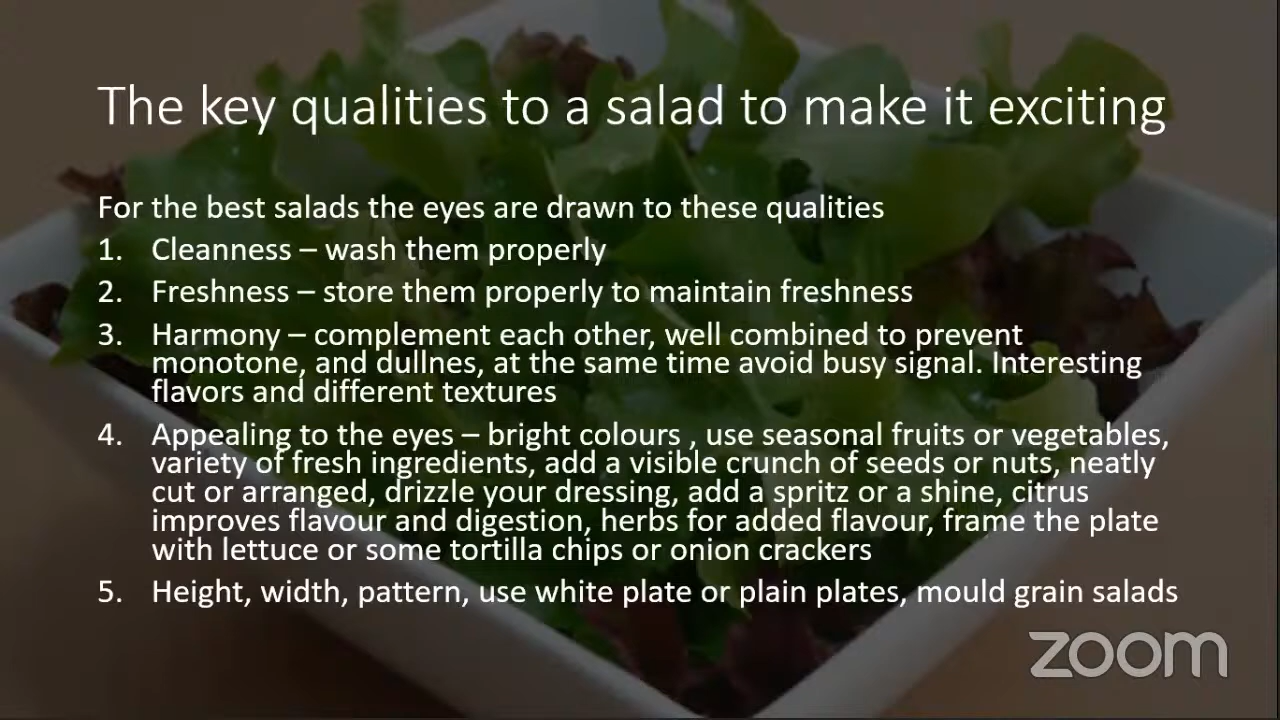 The key qualities to a salad to make it exciting
For the best salads the eyes are drawn to these qualities
1. Cleanness – wash them properly
2. Freshness – store them properly to maintain freshness
3. Harmony – complement each other, well combined to prevent
monotone, and dullnes, at the same time avoid busy signal. Interesting
flavors and different textures
4. Appealing to the eyes – bright colours , use seasonal fruits or vegetables,
variety of fresh ingredients, add a visible crunch of seeds or nuts, neatly
cut or arranged, drizzle your dressing, add a spritz or a shine, citrus
improves flavour and digestion, herbs for added flavour, frame the plate
with lettuce or some tortilla chips or onion crackers
5. Height, width, pattern, use white plate or plain plates, mould grain salads
zoom